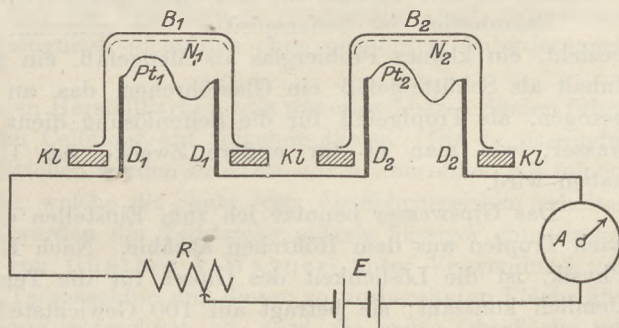 B1 B2
N1 N2
Pt1 Pt2
Kl D1 D1 Kl Kl D2 D2 Kl
A
R
E